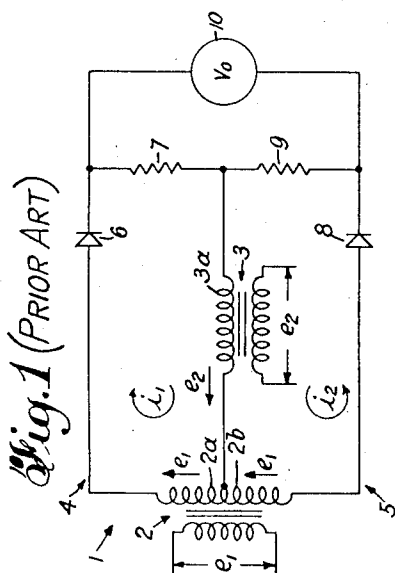 Fig. 1 (PRIOR ART)
10
V₀
7
9
6
8
3a
3
e₂
e₂
i₁
i₂
4
1
2
5
e₁
2a
2b
e₁
e₁